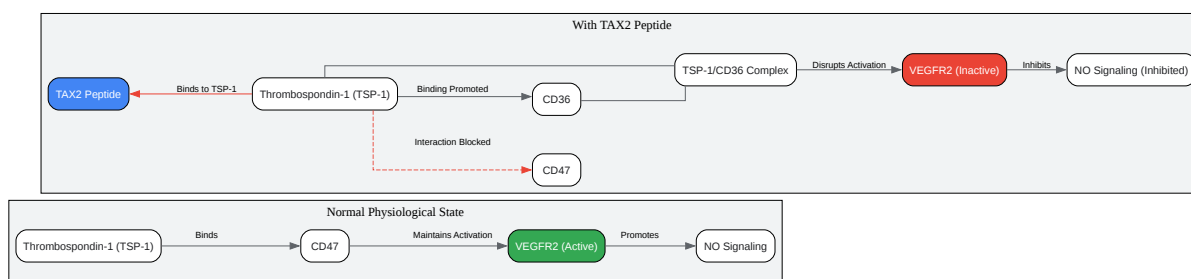 With TAX2 Peptide
TSP-1/CD36 Complex
Disrupts Activation
VEGFR2 (Inactive)
Inhibits
NO Signaling (Inhibited)
TAX2 Peptide
Binds to TSP-1
Thrombospondin-1 (TSP-1)
Binding Promoted
CD36
Interaction Blocked
CD47
Normal Physiological State
Thrombospondin-1 (TSP-1)
Binds
CD47
Maintains Activation
VEGFR2 (Active)
Promotes
NO Signaling